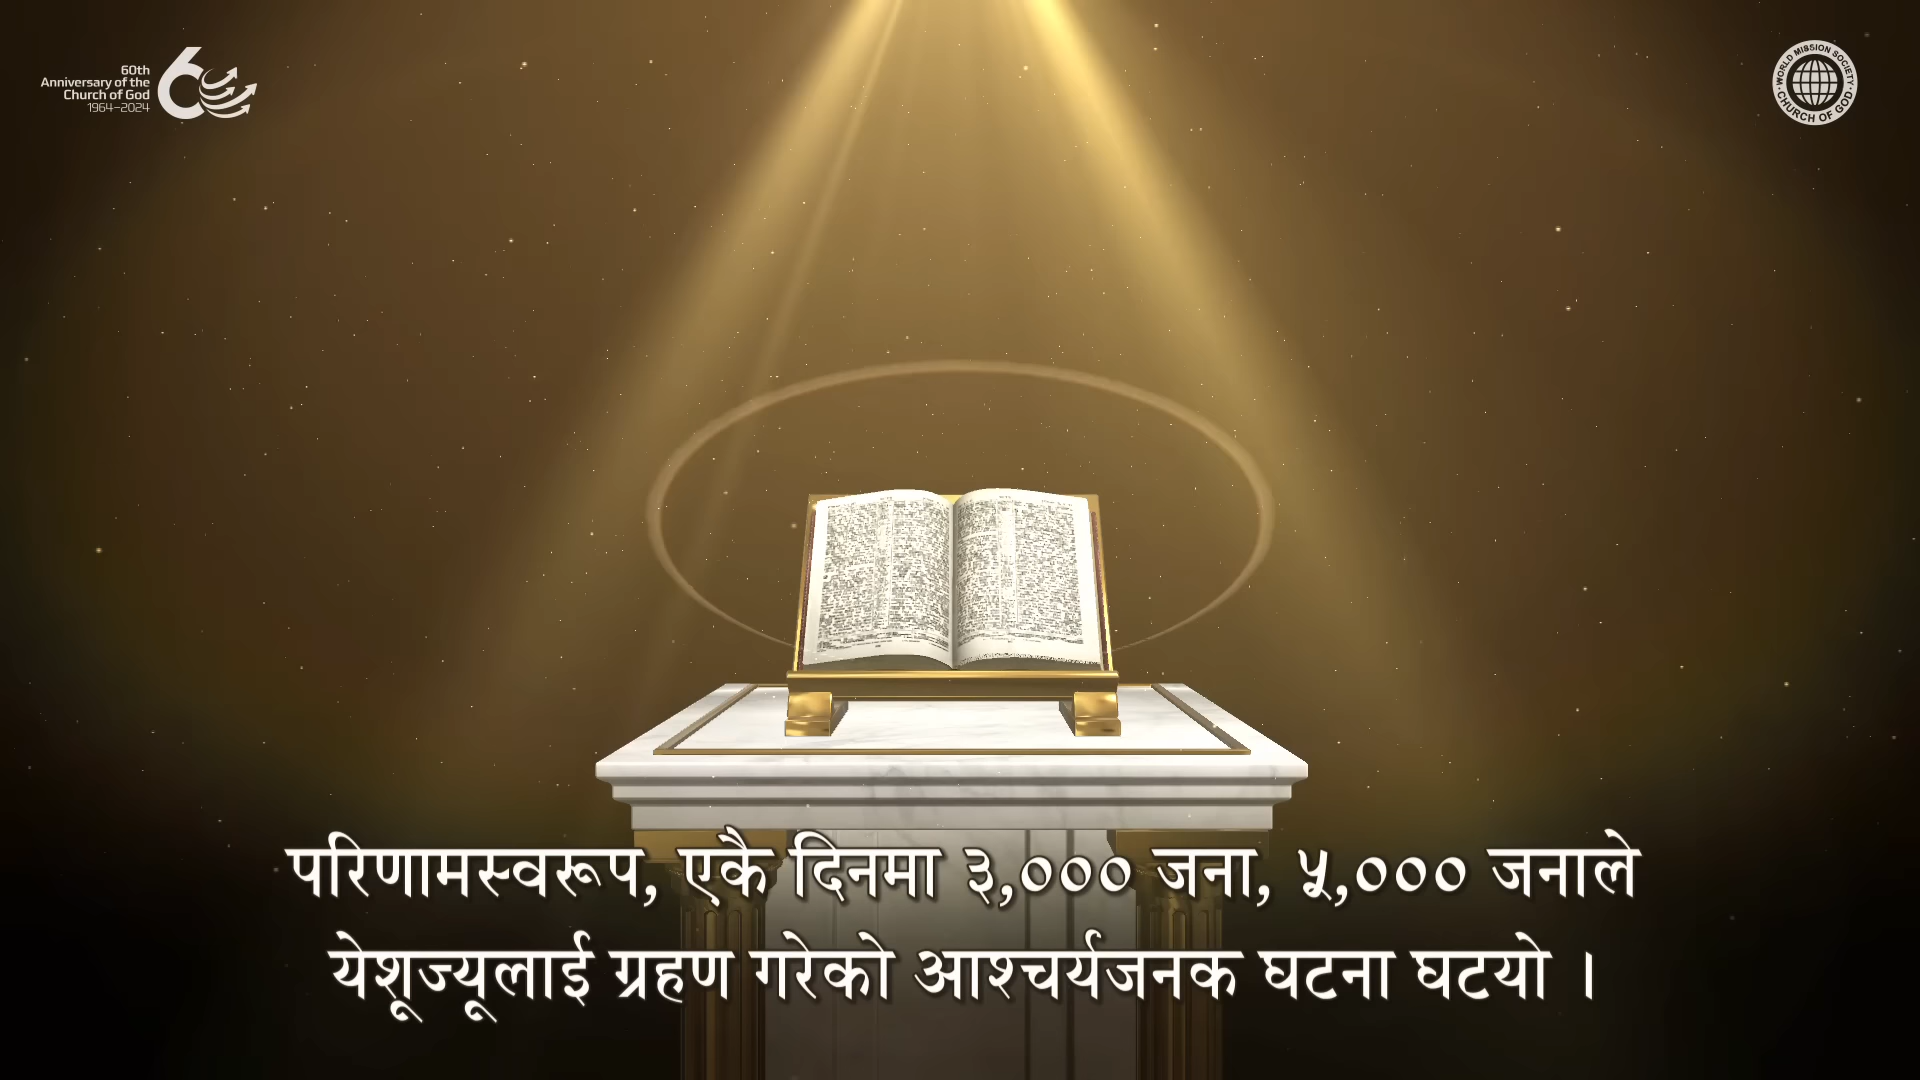 60th
Anniversary of the
Church of God
1964–2024
WORLD MISSION SOCIETY
CHURCH OF GOD
परिणामस्वरूप, एकै दिनमा ३,००० जना, ५,००० जनाले
येशूज्यूलाई ग्रहण गरेको आश्चर्यजनक घटना घटयो ।